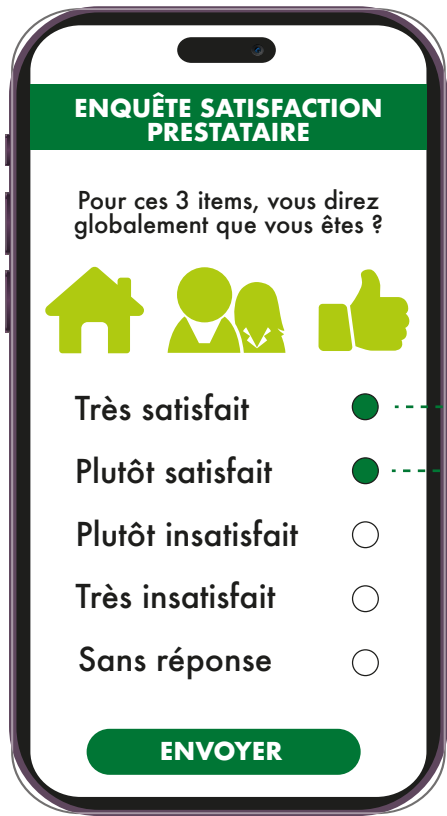 ENQUÊTE SATISFACTION
PRESTATAIRE
Pour ces 3 items, vous direz
globalement que vous êtes ?
Très satisfait
Plutôt satisfait
Plutôt insatisfait
Très insatisfait
Sans réponse
ENVOYER